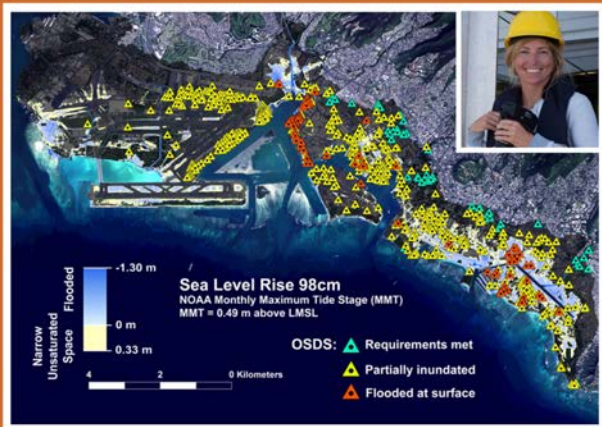 Sea Level Rise 98cm
NOAA Monthly Maximum Tide Stage (MMT)
MMT = 0.49 m above LMSL
Narrow
Unsaturated
Space
Flooded
-1.30 m
0 m
0.33 m
OSDS:
Requirements met
Partially inundated
Flooded at surface
4 2 0 Kilometers